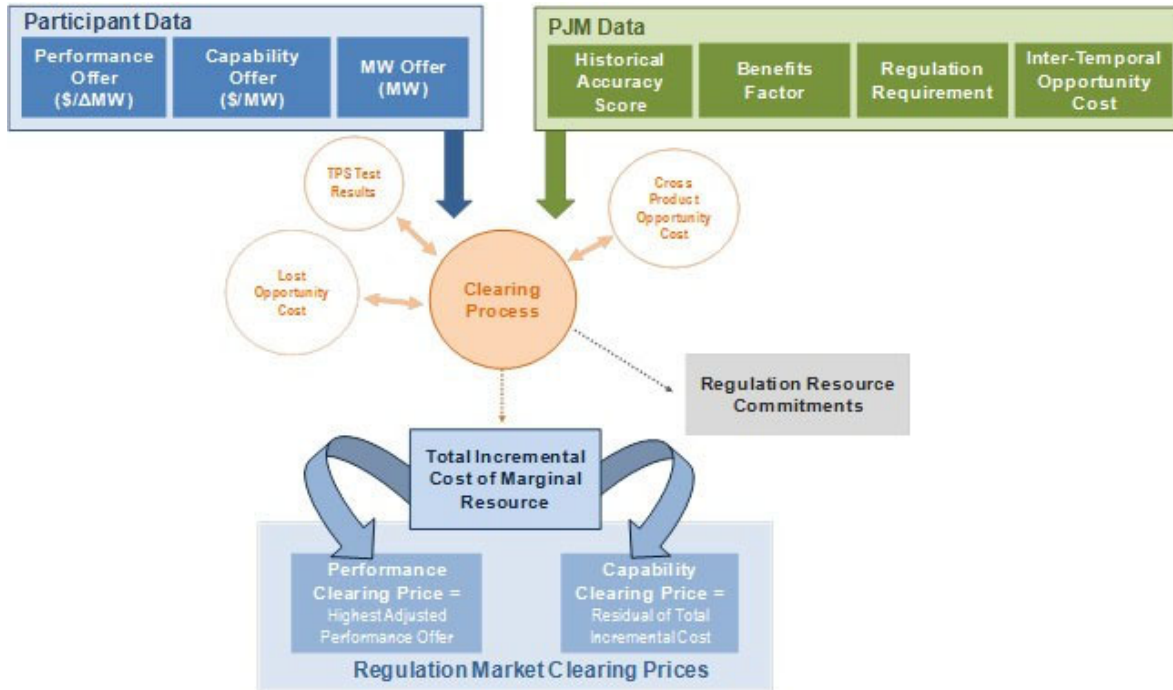 Participant Data
Performance
Offer
($/ΔMW)
Capability
Offer
($/MW)
MW Offer
(MW)
PJM Data
Historical
Accuracy
Score
Benefits
Factor
Regulation
Requirement
Inter-Temporal
Opportunity
Cost
TPS Test
Results
Cross
Product
Opportunity
Cost
Lost
Opportunity
Cost
Clearing
Process
Regulation Resource
Commitments
Total Incremental
Cost of Marginal
Resource
Performance
Clearing Price =
Highest Adjusted
Performance Offer
Capability
Clearing Price =
Residual of Total
Incremental Cost
Regulation Market Clearing Prices